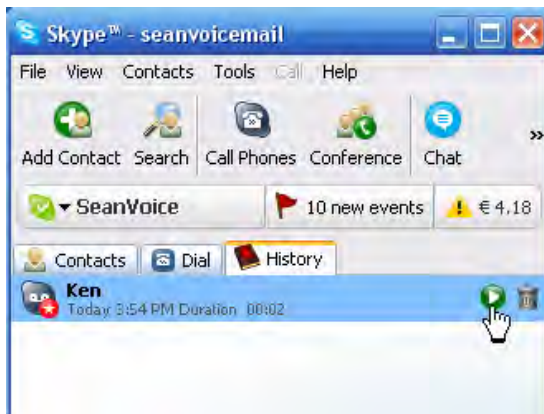 Skype™ - seanvoicemail
File View Contacts Tools Call Help
»
Add Contact Search Call Phones Conference Chat
SeanVoice 10 new events € 4.18
Contacts Dial History
Ken
Today 3:54 PM Duration 00:02